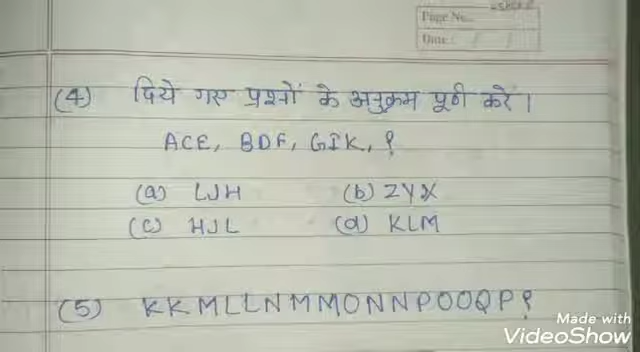 Page No.
Date / /
(4) दिये गए प्रश्नों के अनुक्रम पूर्ण करें।
ACE, BDF, GIK, ?
(a) LJH (b) ZYX
(c) HJL (d) KLM
(5) KKMLLNMMONNPOOQP?
Made with
VideoShow